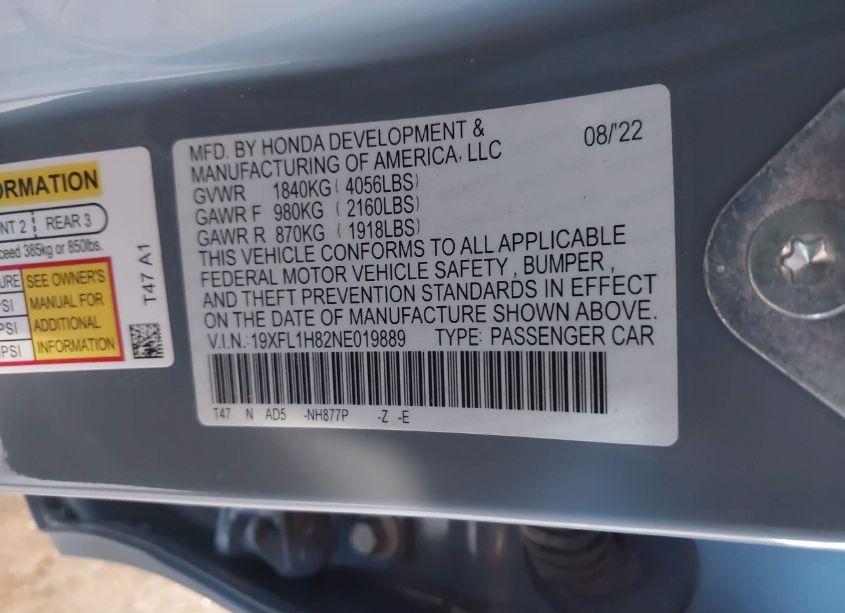 ORMATION
NT 2 REAR 3
ceed 385kg or 850lbs.
URE SEE OWNER'S
PSI MANUAL FOR
PSI ADDITIONAL
PSI INFORMATION
T47 A1
MFD. BY HONDA DEVELOPMENT & 08/'22
MANUFACTURING OF AMERICA, LLC
GVWR 1840KG (4056LBS)
GAWR F 980KG (2160LBS)
GAWR R 870KG (1918LBS)
THIS VEHICLE CONFORMS TO ALL APPLICABLE
FEDERAL MOTOR VEHICLE SAFETY, BUMPER,
AND THEFT PREVENTION STANDARDS IN EFFECT
ON THE DATE OF MANUFACTURE SHOWN ABOVE.
V.I.N.:19XFL1H82NE019889 TYPE: PASSENGER CAR
T47 N AD5 -NH877P -Z -E